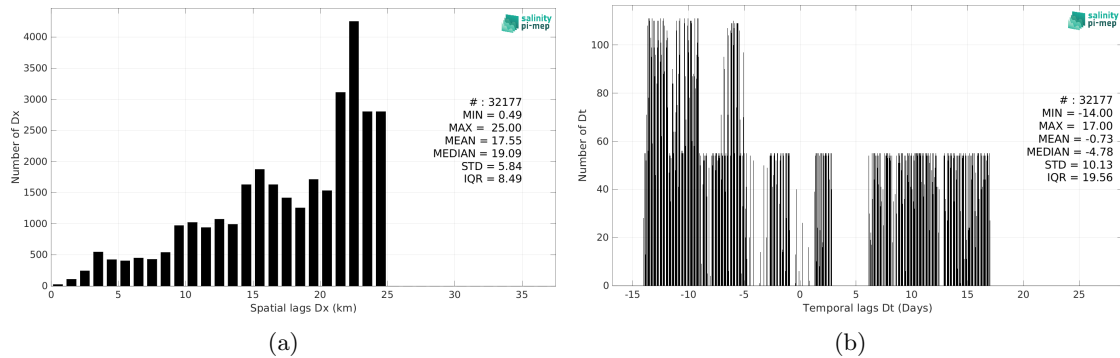 salinity
pi-mep
4000
3500
3000
2500
2000
1500
1000
500
0
Number of Dx
# : 32177
MIN = 0.49
MAX = 25.00
MEAN = 17.55
MEDIAN = 19.09
STD = 5.84
IQR = 8.49
0 5 10 15 20 25 30 35
Spatial lags Dx (km)
(a)
salinity
pi-mep
100
80
60
40
20
0
Number of Dt
# : 32177
MIN = -14.00
MAX = 17.00
MEAN = -0.73
MEDIAN = -4.78
STD = 10.13
IQR = 19.56
-15 -10 -5 0 5 10 15 20 25
Temporal lags Dt (Days)
(b)